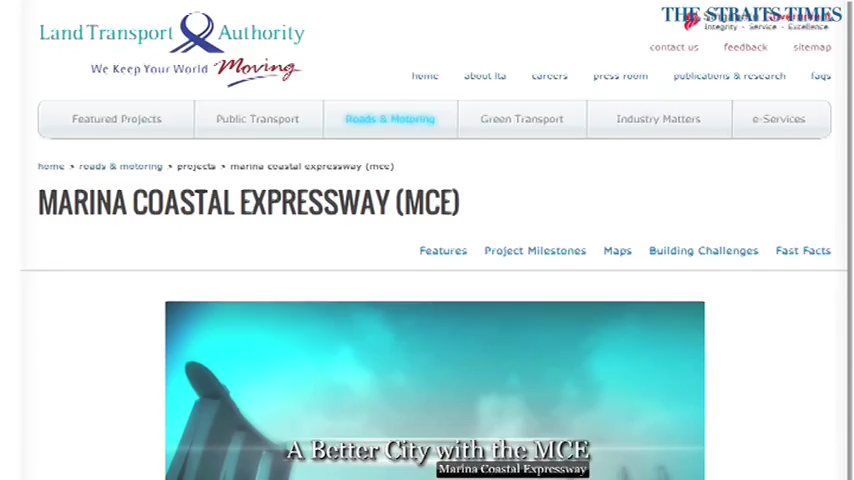 THE STRAITS TIMES
Land Transport Authority
We Keep Your World Moving
Integrity · Service · Excellence
contact us feedback sitemap
home about lta careers press room publications & research faqs
Featured Projects Public Transport Roads & Motoring Green Transport Industry Matters e-Services
home > roads & motoring > projects > marina coastal expressway (mce)
MARINA COASTAL EXPRESSWAY (MCE)
Features Project Milestones Maps Building Challenges Fast Facts
A Better City with the MCE
Marina Coastal Expressway